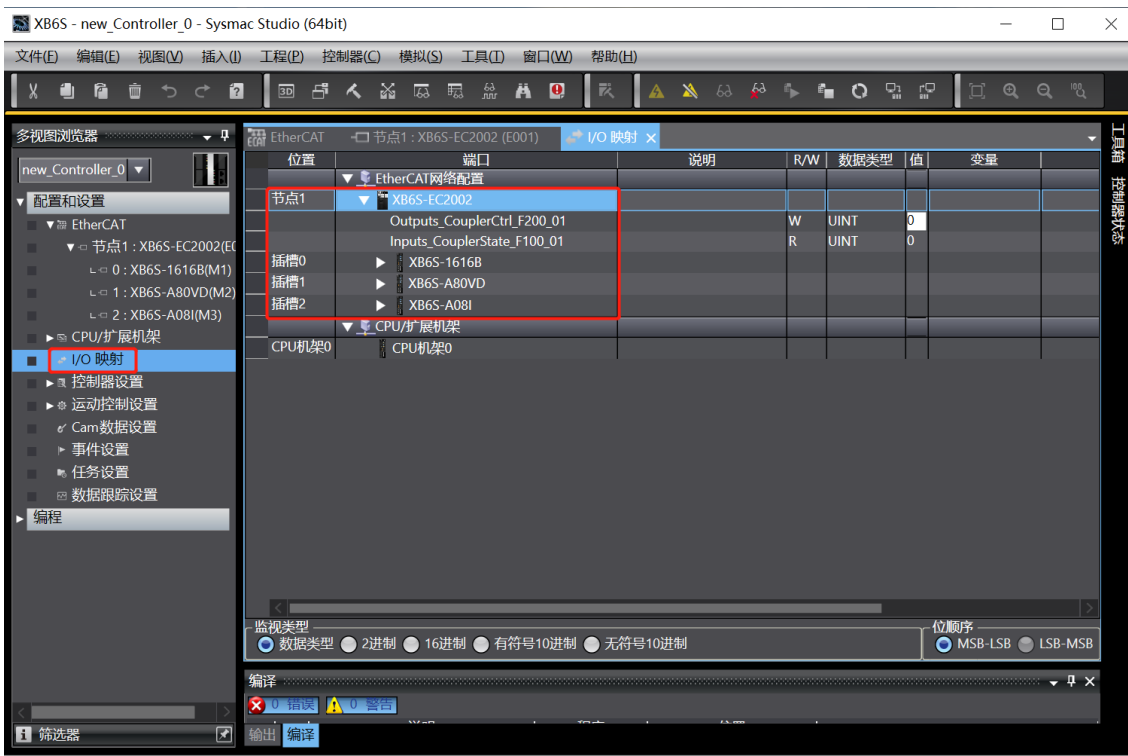 XB6S - new_Controller_0 - Sysmac Studio (64bit)
文件(F) 编辑(E) 视图(V) 插入(I) 工程(P) 控制器(C) 模拟(S) 工具(T) 窗口(W) 帮助(H)
多视图浏览器
new_Controller_0
配置和设置
EtherCAT
节点1 : XB6S-EC2002(E0
0 : XB6S-1616B(M1)
1 : XB6S-A80VD(M2)
2 : XB6S-A08I(M3)
CPU/扩展机架
I/O 映射
控制器设置
运动控制设置
Cam数据设置
事件设置
任务设置
数据跟踪设置
编程
筛选器
EtherCAT 节点1 : XB6S-EC2002 (E001) I/O 映射
位置 端口 说明 R/W 数据类型 值 变量
EtherCAT网络配置
节点1 XB6S-EC2002
Outputs_CouplerCtrl_F200_01 W UINT 0
Inputs_CouplerState_F100_01 R UINT 0
插槽0 XB6S-1616B
插槽1 XB6S-A80VD
插槽2 XB6S-A08I
CPU/扩展机架
CPU机架0 CPU机架0
监视类型
数据类型 2进制 16进制 有符号10进制 无符号10进制
位顺序
MSB-LSB LSB-MSB
编译
0 错误 0 警告
输出 编译
工具箱
控制器状态